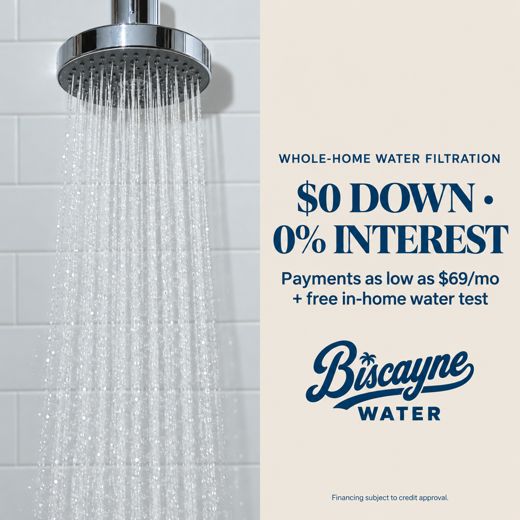 WHOLE-HOME WATER FILTRATION
$0 DOWN •
0% INTEREST
Payments as low as $69/mo
+ free in-home water test
Biscayne
WATER
Financing subject to credit approval.